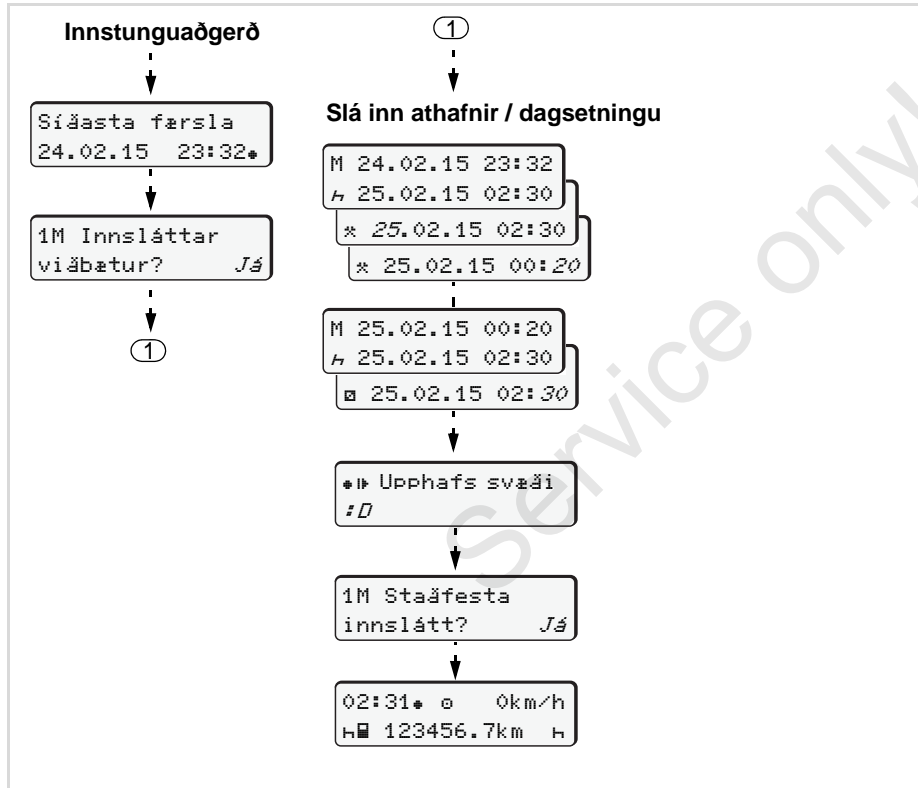 Innstunguaðgerð
Síðasta færsla
24.02.15 23:32
1M Innsláttar
viðbætur? Já
1
1
Slá inn athafnir / dagsetningu
M 24.02.15 23:32
25.02.15 02:30
25.02.15 02:30
25.02.15 00:20
M 25.02.15 00:20
25.02.15 02:30
25.02.15 02:30
Upphafs svæði
:D
1M Staðfesta
innslátt? Já
02:31 0km/h
123456.7km
Service only!